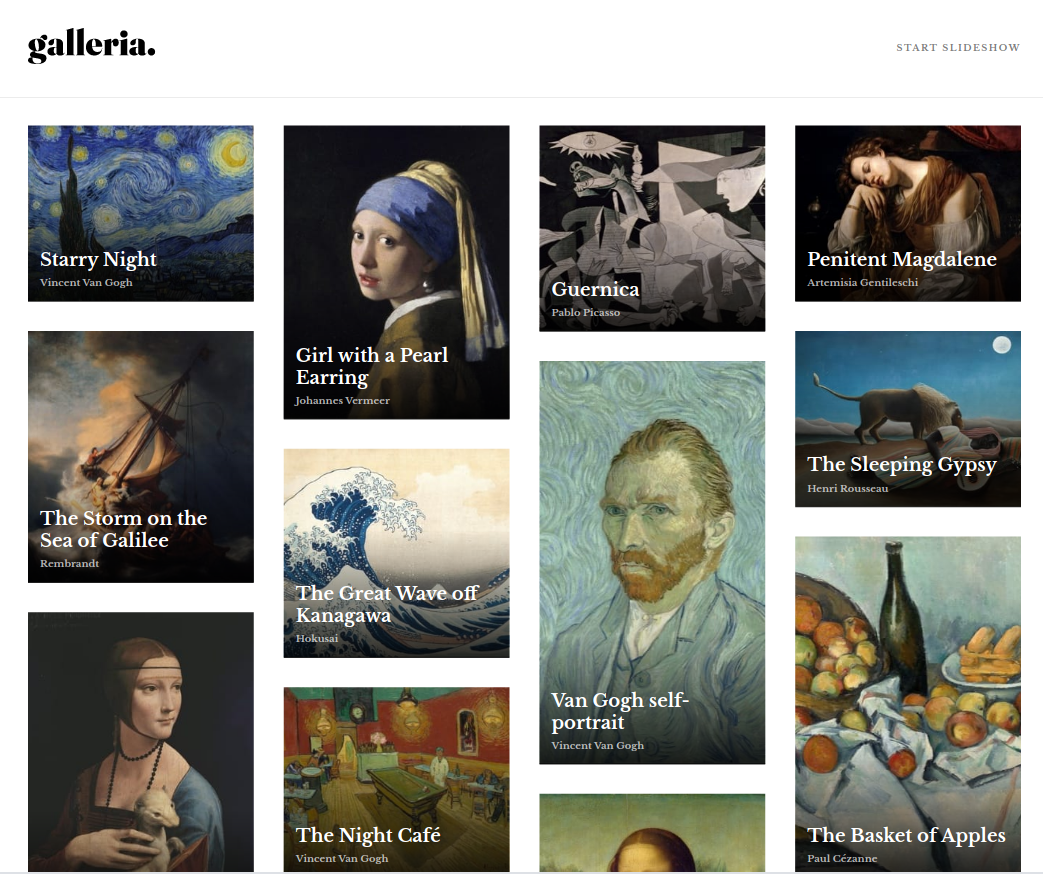 galleria.
START SLIDESHOW
Starry Night
Vincent Van Gogh
The Storm on the
Sea of Galilee
Rembrandt
Girl with a Pearl
Earring
Johannes Vermeer
The Great Wave off
Kanagawa
Hokusai
The Night Café
Vincent Van Gogh
Guernica
Pablo Picasso
Van Gogh self-
portrait
Vincent Van Gogh
Penitent Magdalene
Artemisia Gentileschi
The Sleeping Gypsy
Henri Rousseau
The Basket of Apples
Paul Cézanne